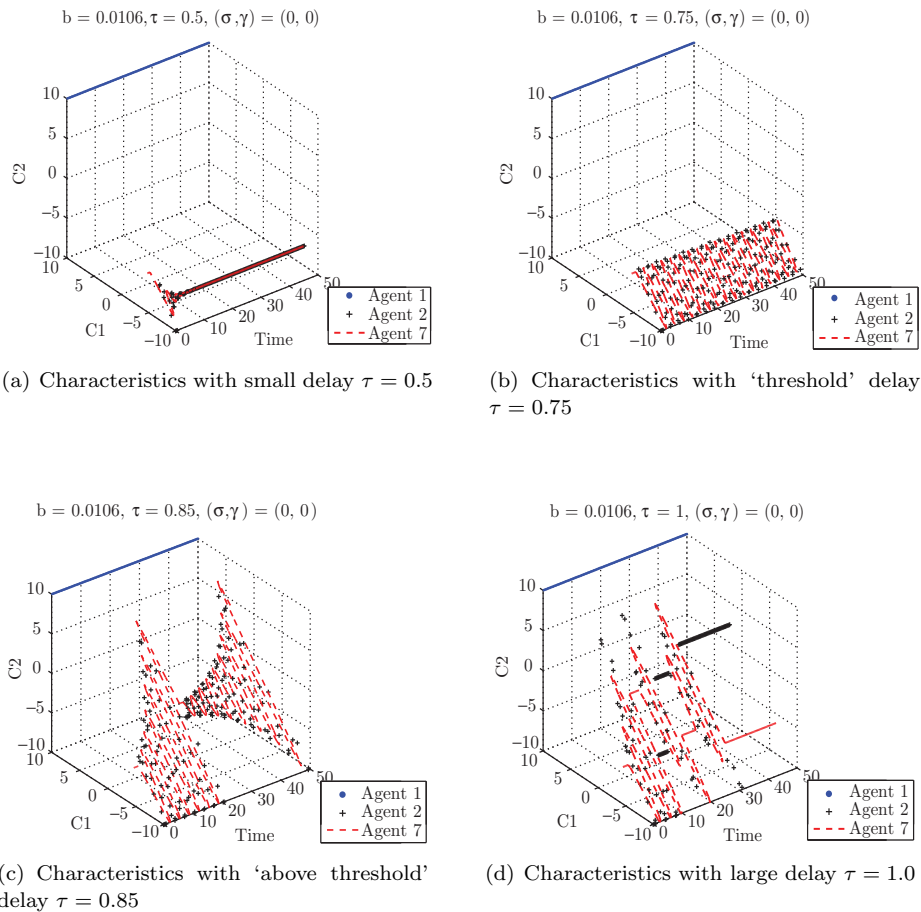 b = 0.0106, τ = 0.5, (σ,γ) = (0, 0)
10
5
0
−5
−10
C2
10
5
0
−5
−10
C1
0
10
20
30
40
50
Time
Agent 1
Agent 2
Agent 7
(a) Characteristics with small delay τ = 0.5
b = 0.0106, τ = 0.75, (σ,γ) = (0, 0)
10
5
0
−5
−10
C2
10
5
0
−5
−10
C1
0
10
20
30
40
50
Time
Agent 1
Agent 2
Agent 7
(b) Characteristics with ‘threshold’ delay
τ = 0.75
b = 0.0106, τ = 0.85, (σ,γ) = (0, 0)
10
5
0
−5
−10
C2
10
5
0
−5
−10
C1
0
10
20
30
40
50
Time
Agent 1
Agent 2
Agent 7
(c) Characteristics with ‘above threshold’
delay τ = 0.85
b = 0.0106, τ = 1, (σ,γ) = (0, 0)
10
5
0
−5
−10
C2
10
5
0
−5
−10
C1
0
10
20
30
40
50
Time
Agent 1
Agent 2
Agent 7
(d) Characteristics with large delay τ = 1.0